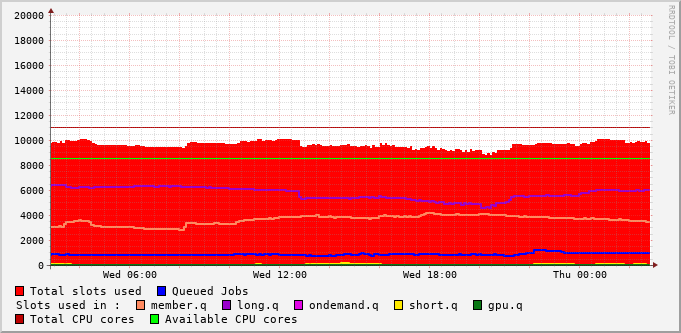 RRDTOOL / TOBI OETIKER
20000
18000
16000
14000
12000
10000
8000
6000
4000
2000
0
Wed 06:00 Wed 12:00 Wed 18:00 Thu 00:00
Total slots used Queued Jobs
Slots used in : member.q long.q ondemand.q short.q gpu.q
Total CPU cores Available CPU cores